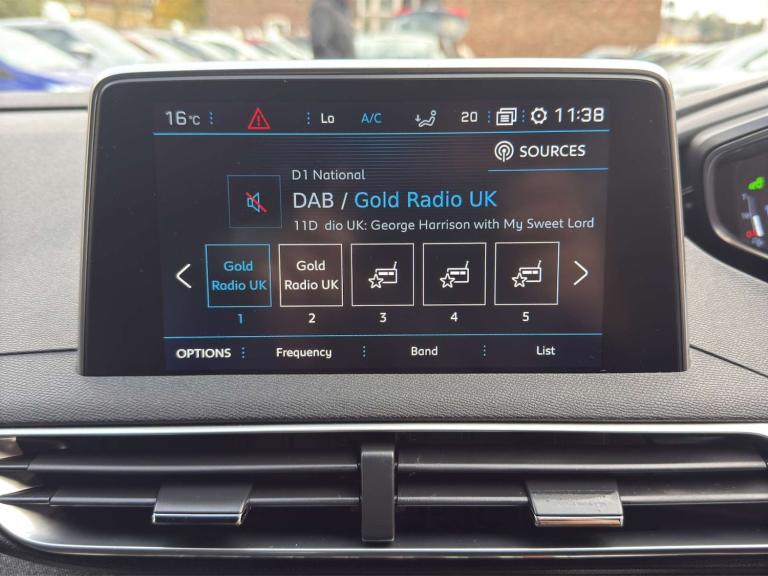 16°C Lo A/C 20 11:38
SOURCES
D1 National
DAB / Gold Radio UK
11D dio UK: George Harrison with My Sweet Lord
Gold Radio UK
Gold Radio UK
1 2 3 4 5
OPTIONS Frequency Band List